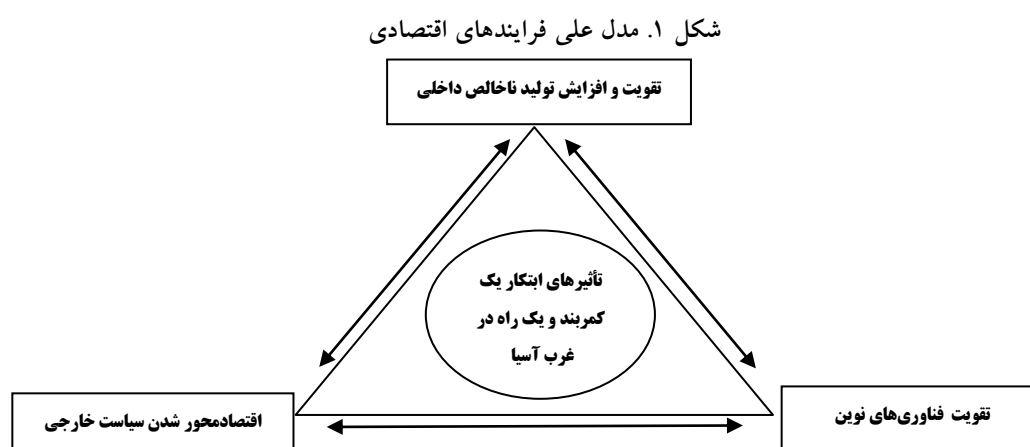 شکل ۱. مدل علی فرایندهای اقتصادی
تقویت و افزایش تولید ناخالص داخلی
تأثیرهای ابتکار یک
کمربند و یک راه در
غرب آسیا
تقویت فناوری‌های نوین
اقتصادمحور شدن سیاست خارجی